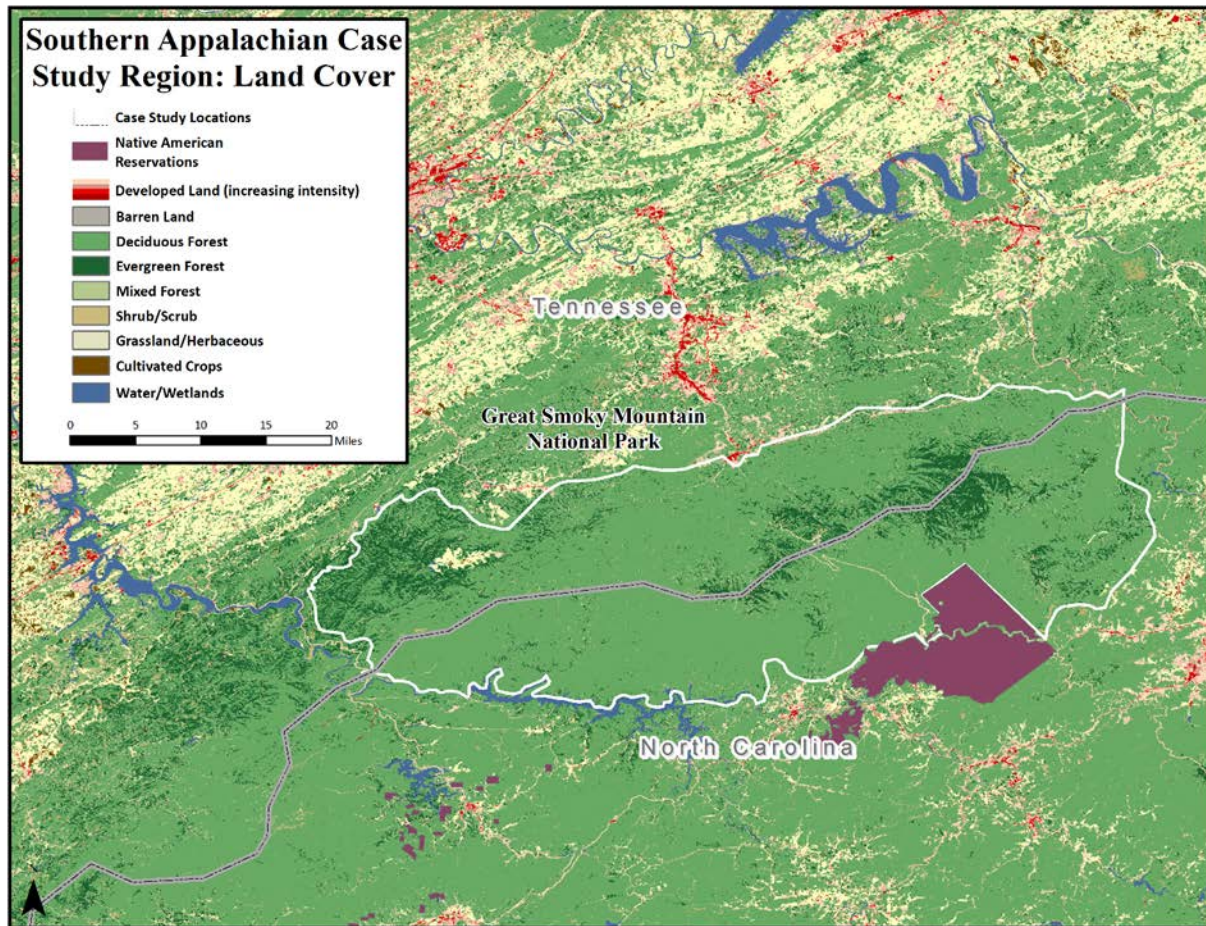 Southern Appalachian Case
Study Region: Land Cover
Case Study Locations
Native American
Reservations
Developed Land (increasing intensity)
Barren Land
Deciduous Forest
Evergreen Forest
Mixed Forest
Shrub/Scrub
Grassland/Herbaceous
Cultivated Crops
Water/Wetlands
0 5 10 15 20
Miles
Tennessee
Great Smoky Mountain
National Park
North Carolina